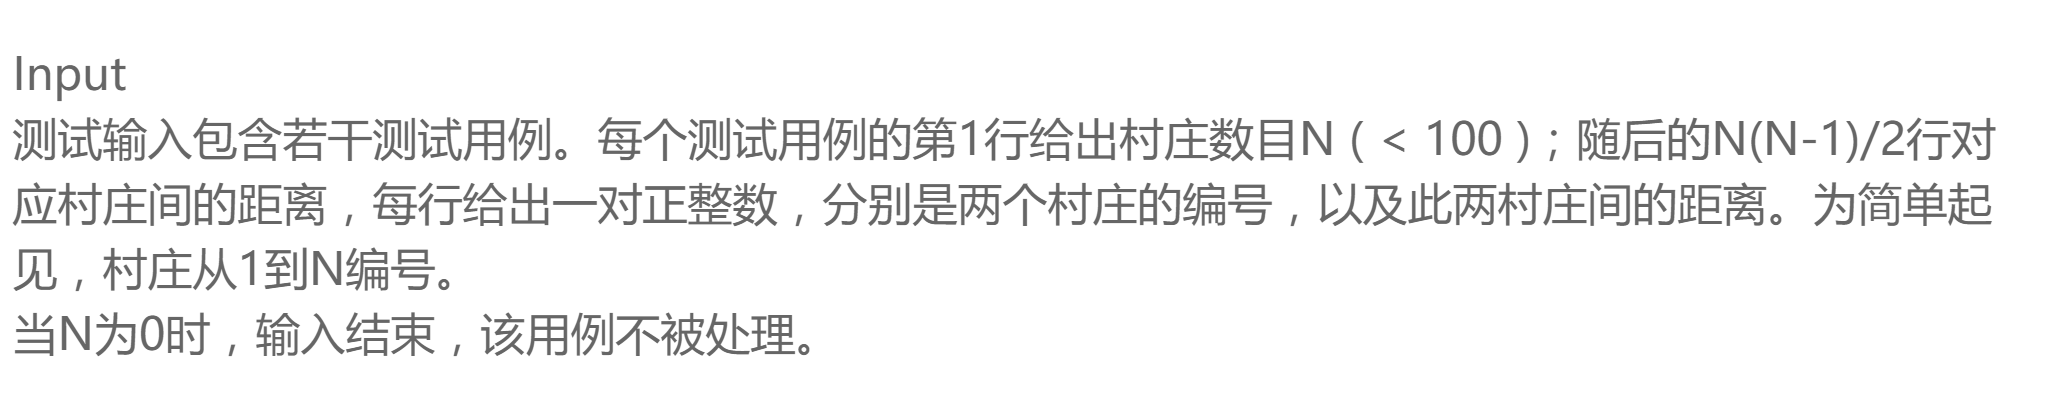 Input
测试输入包含若干测试用例。每个测试用例的第1行给出村庄数目N ( < 100 )；随后的N(N-1)/2行对
应村庄间的距离，每行给出一对正整数，分别是两个村庄的编号，以及此两村庄间的距离。为简单起
见，村庄从1到N编号。
当N为0时，输入结束，该用例不被处理。